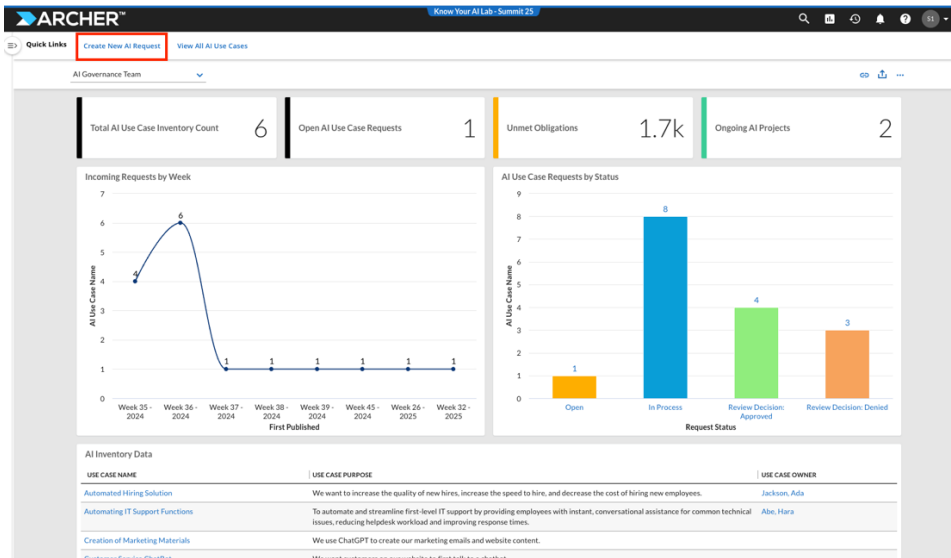 ARCHER™
Know Your AI Lab - Summit 25
S1
Quick Links
Create New AI Request
View All AI Use Cases
AI Governance Team
Total AI Use Case Inventory Count
6
Open AI Use Case Requests
1
Unmet Obligations
1.7k
Ongoing AI Projects
2
Incoming Requests by Week
7
6
5
4
3
2
1
0
AI Use Case Name
4
6
1
1
1
1
1
1
Week 35 -
2024
Week 36 -
2024
Week 37 -
2024
Week 38 -
2024
Week 39 -
2024
Week 45 -
2024
Week 26 -
2025
Week 32 -
2025
First Published
AI Use Case Requests by Status
9
8
7
6
5
4
3
2
1
0
AI Use Case Name
1
8
4
3
Open
In Process
Review Decision:
Approved
Review Decision: Denied
Request Status
AI Inventory Data
USE CASE NAME
USE CASE PURPOSE
USE CASE OWNER
Automated Hiring Solution
We want to increase the quality of new hires, increase the speed to hire, and decrease the cost of hiring new employees.
Jackson, Ada
Automating IT Support Functions
To automate and streamline first-level IT support by providing employees with instant, conversational assistance for common technical
issues, reducing helpdesk workload and improving response times.
Abe, Hara
Creation of Marketing Materials
We use ChatGPT to create our marketing emails and website content.